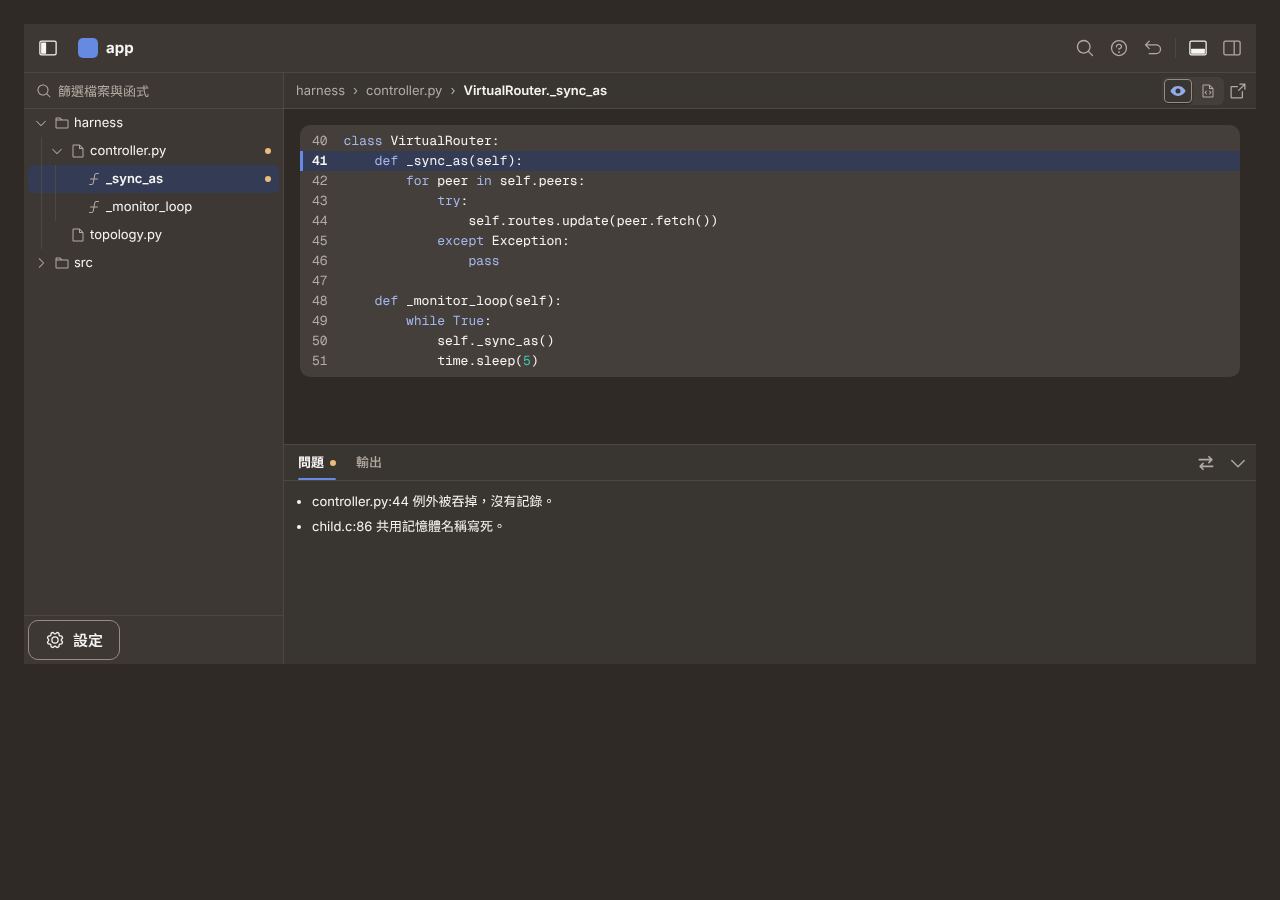 app
篩選檔案與函式
harness › controller.py › VirtualRouter._sync_as
harness
controller.py
_sync_as
_monitor_loop
topology.py
src
40 class VirtualRouter:
41     def _sync_as(self):
42         for peer in self.peers:
43             try:
44                 self.routes.update(peer.fetch())
45             except Exception:
46                 pass
47
48     def _monitor_loop(self):
49         while True:
50             self._sync_as()
51             time.sleep(5)
問題 輸出
• controller.py:44 例外被吞掉，沒有記錄。
• child.c:86 共用記憶體名稱寫死。
設定